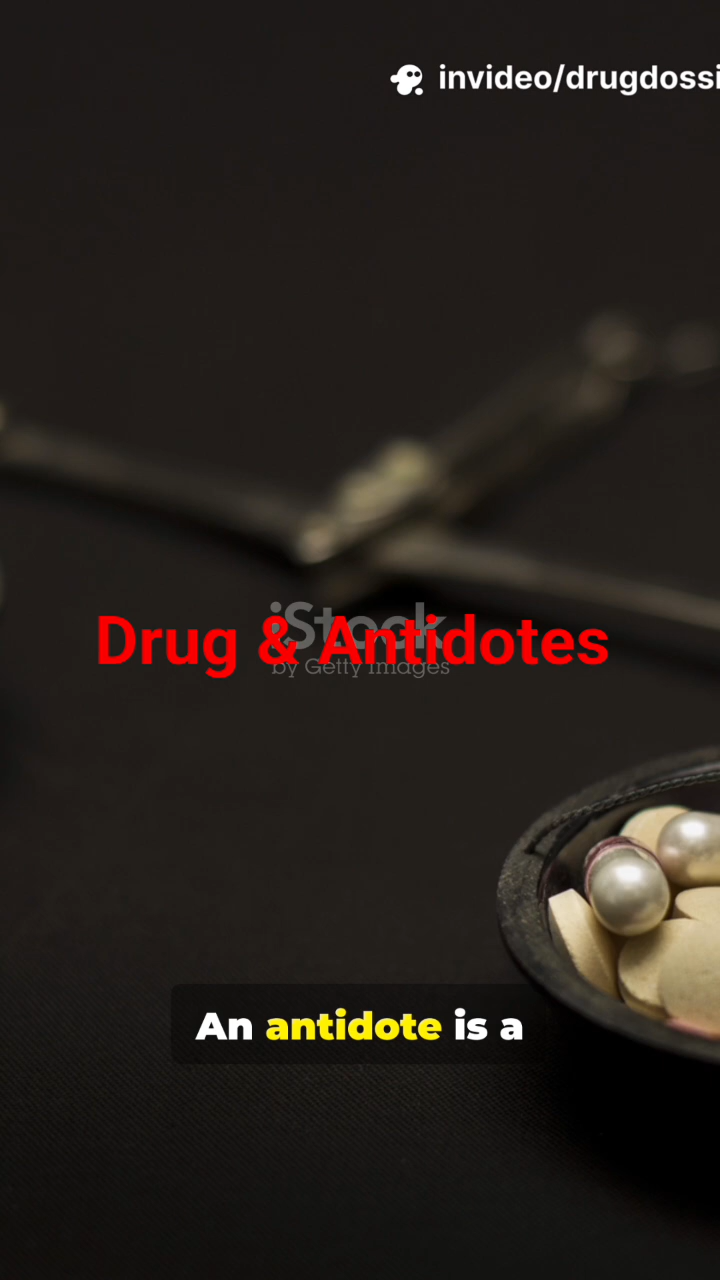 invideo/drugdossi
Drug & Antidotes
iStock
by Getty Images
An antidote is a